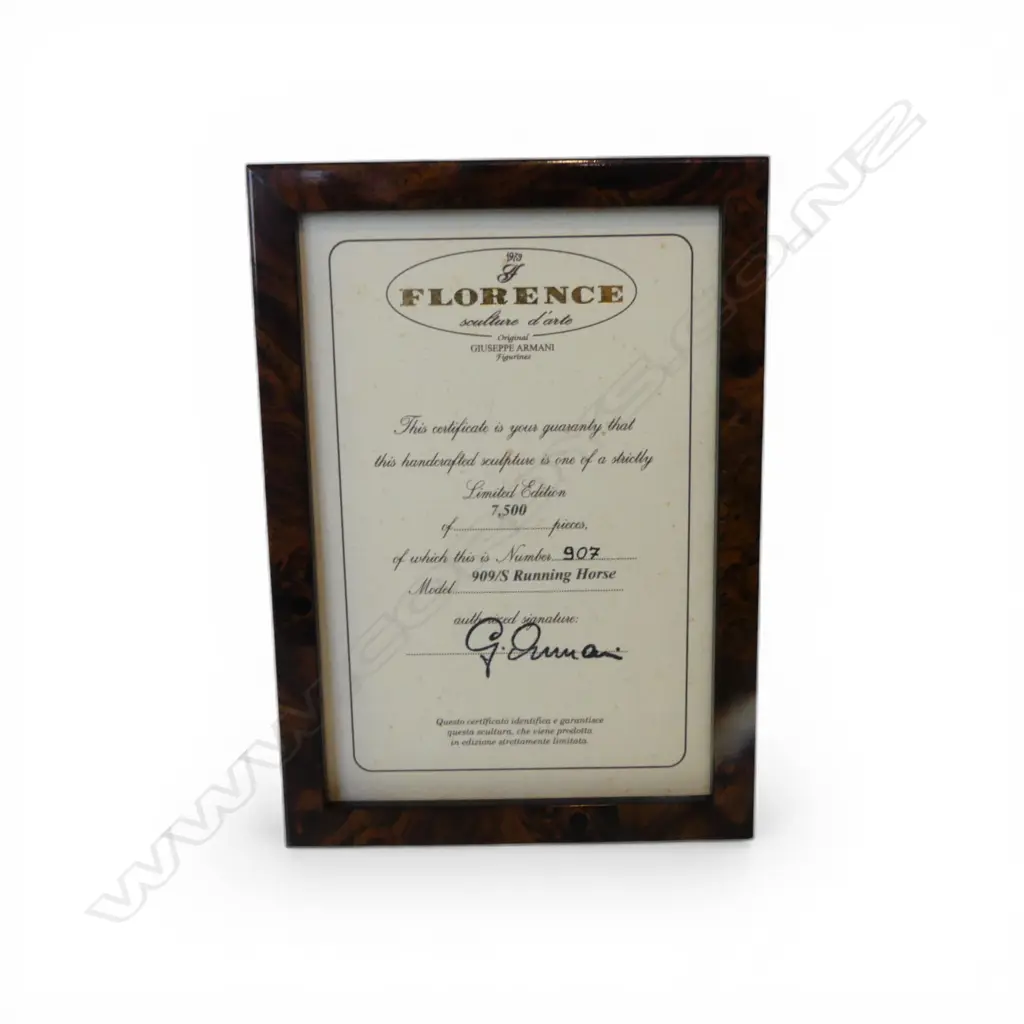 1979
FLORENCE
sculture d'arte
Original
GIUSEPPE ARMANI
Figurines
This certificate is your guaranty that
this handcrafted sculpture is one of a strictly
Limited Edition
7,500
of....................pieces,
of which this is Number 907
909/S Running Horse
Model
authorized signature:
G. Armani
Questo certificato identifica e garantisce
questa scultura, che viene prodotta
in edizione strettamente limitata.